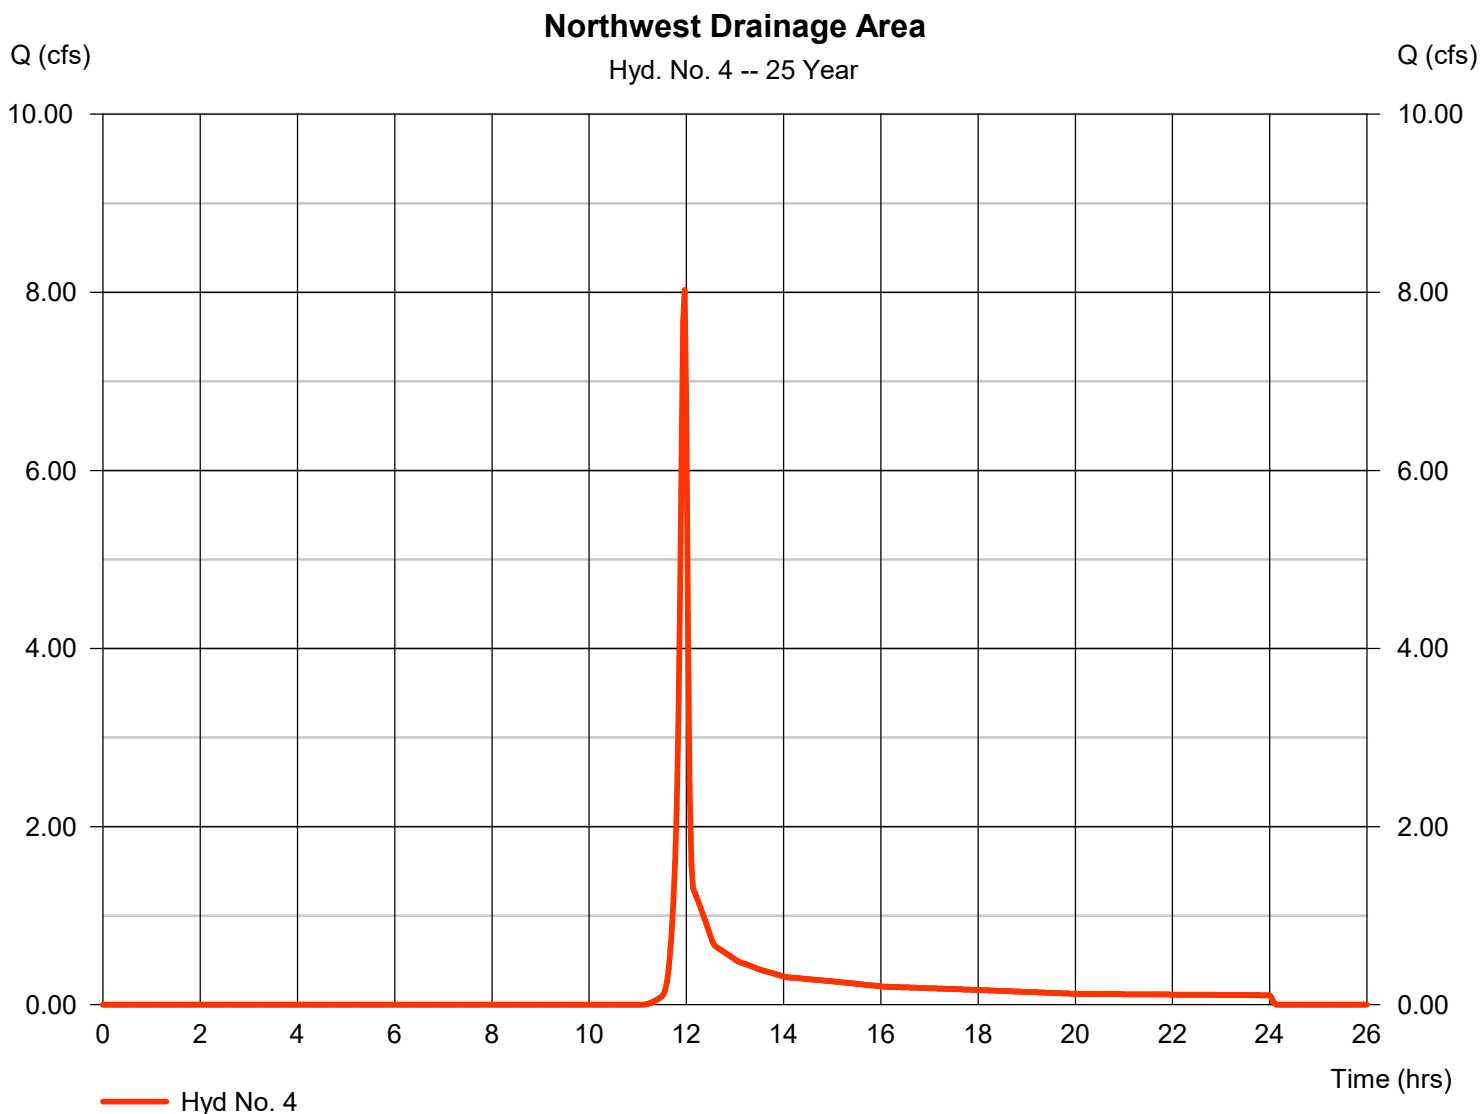 Northwest Drainage Area
Q (cfs)
Hyd. No. 4 -- 25 Year
Q (cfs)
10.00
10.00
8.00
8.00
6.00
6.00
4.00
4.00
2.00
2.00
0.00
0.00
0 2 4 6 8 10 12 14 16 18 20 22 24 26
Time (hrs)
Hyd No. 4